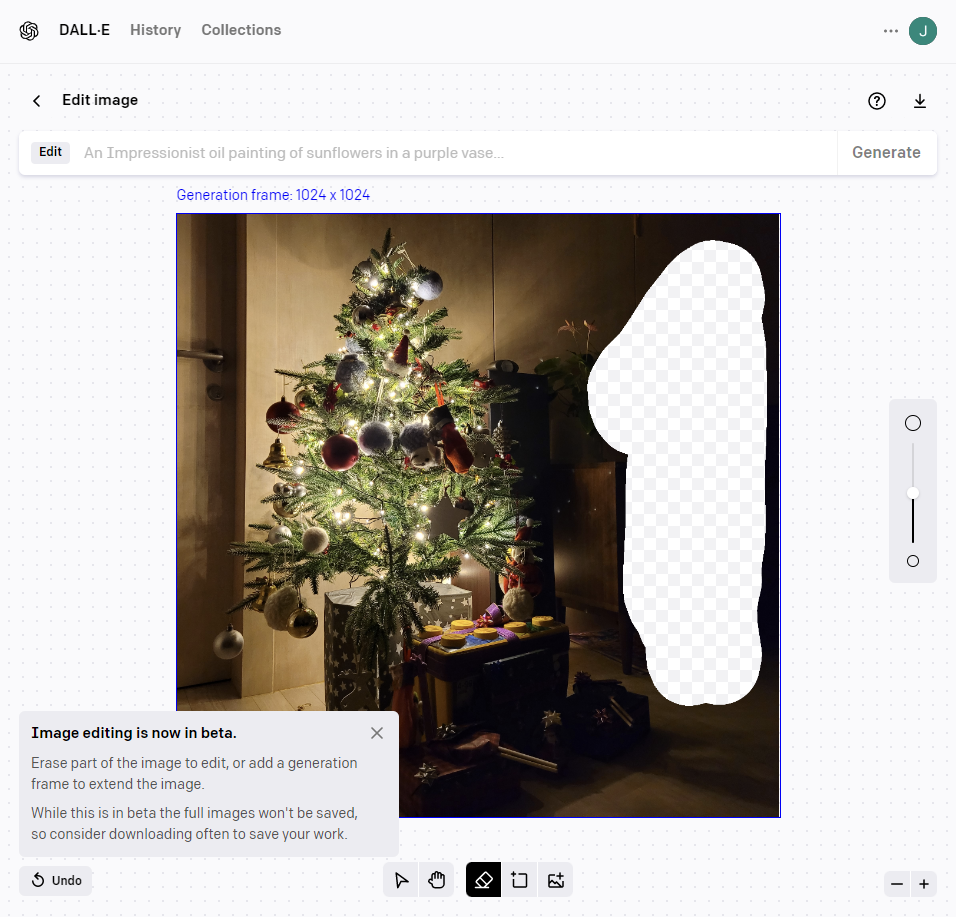 DALL·E History Collections
J
Edit image
Edit An Impressionist oil painting of sunflowers in a purple vase... Generate
Generation frame: 1024 x 1024
Image editing is now in beta.
Erase part of the image to edit, or add a generation
frame to extend the image.
While this is in beta the full images won't be saved,
so consider downloading often to save your work.
Undo